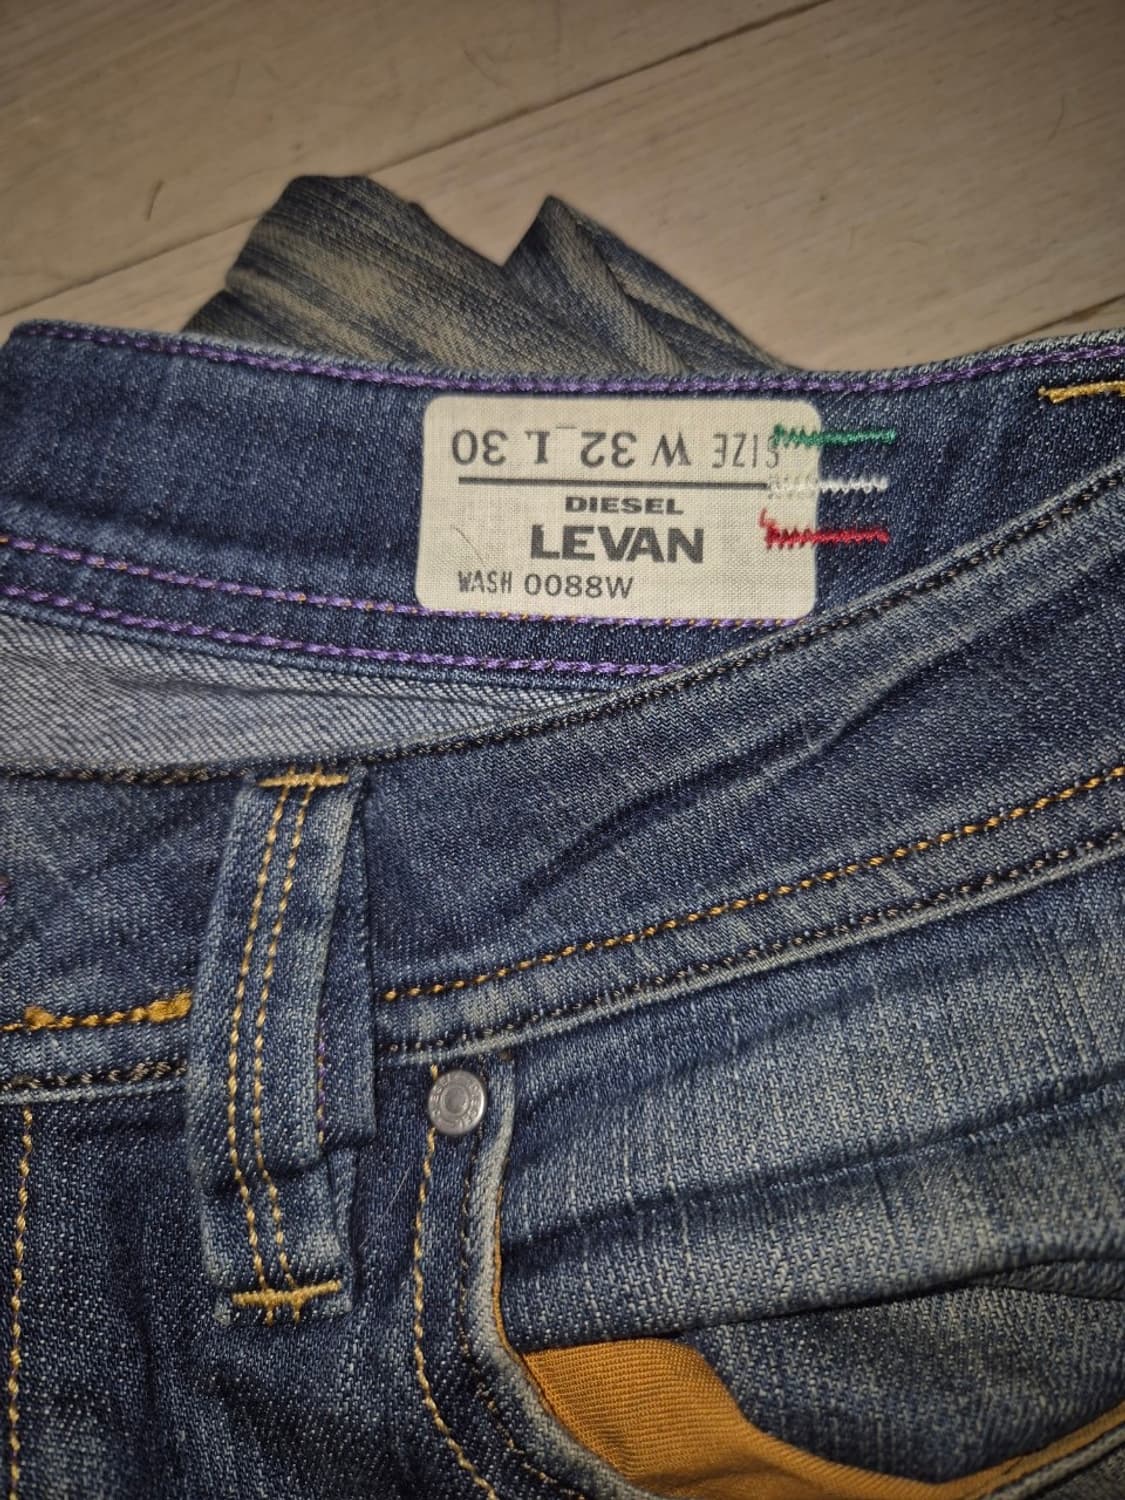 SIZE W 32 L 30
DIESEL
LEVAN
WASH 0088W